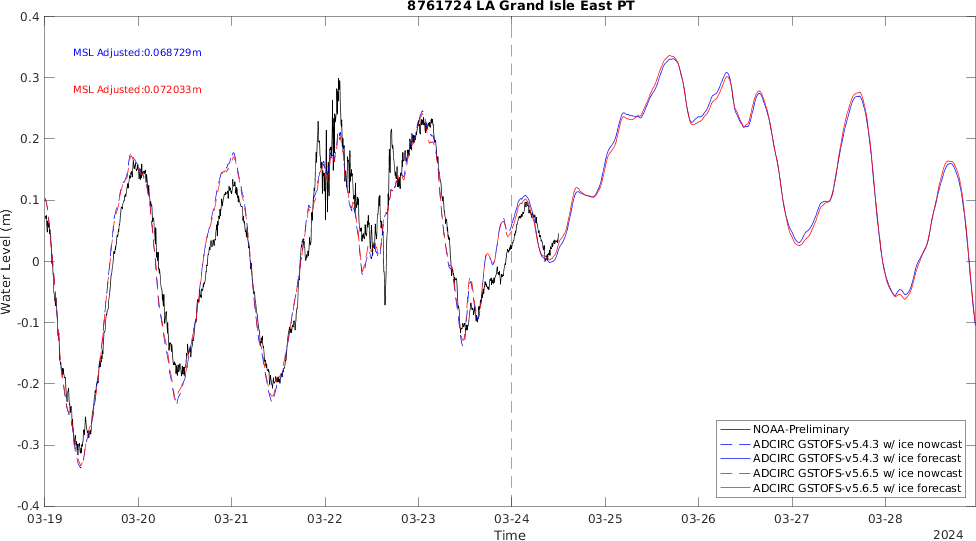 8761724 LA Grand Isle East PT
0.4
MSL Adjusted:0.068729m
0.3
MSL Adjusted:0.072033m
0.2
0.1
Water Level (m)
0
-0.1
-0.2
-0.3
-0.4
NOAA-Preliminary
ADCIRC GSTOFS-v5.4.3 w/ ice nowcast
ADCIRC GSTOFS-v5.4.3 w/ ice forecast
ADCIRC GSTOFS-v5.6.5 w/ ice nowcast
ADCIRC GSTOFS-v5.6.5 w/ ice forecast
03-19 03-20 03-21 03-22 03-23 03-24 03-25 03-26 03-27 03-28
Time
2024